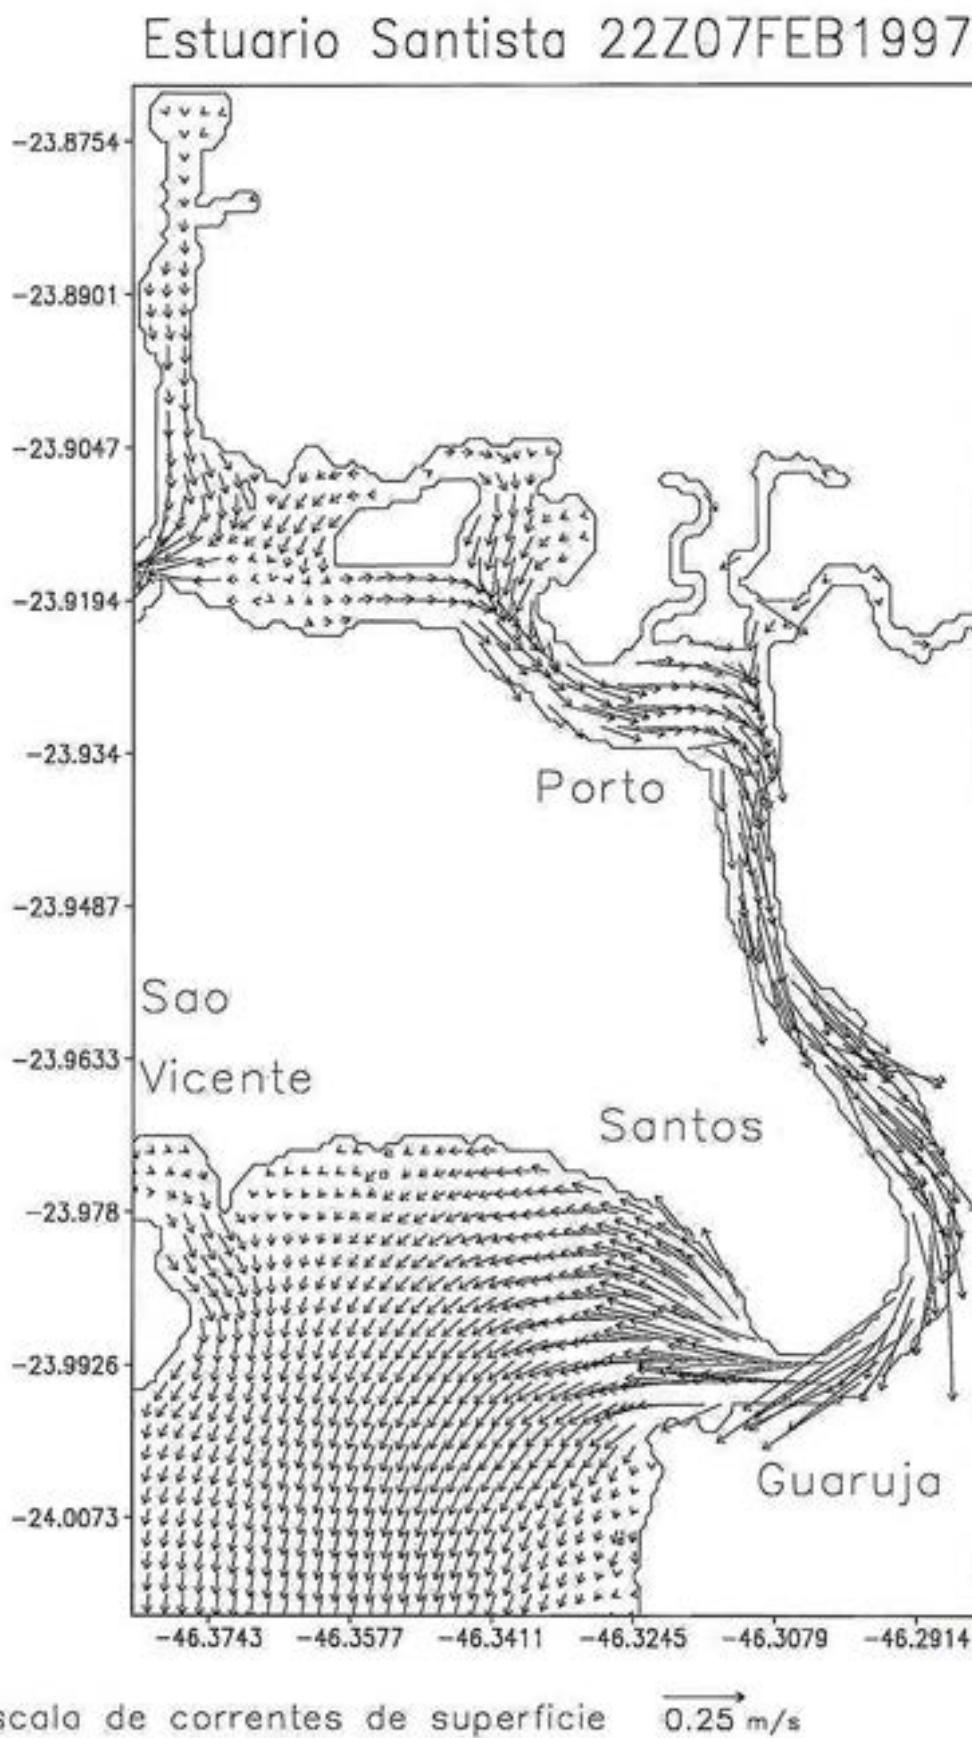 Estuario Santista 22Z07FEB1997
-23.8754
-23.8901
-23.9047
-23.9194
-23.934
Porto
-23.9487
Sao
-23.9633
Vicente
Santos
-23.978
-23.9926
Guaruja
-24.0073
-46.3743 -46.3577 -46.3411 -46.3245 -46.3079 -46.2914
scala de correntes de superficie 0.25 m/s